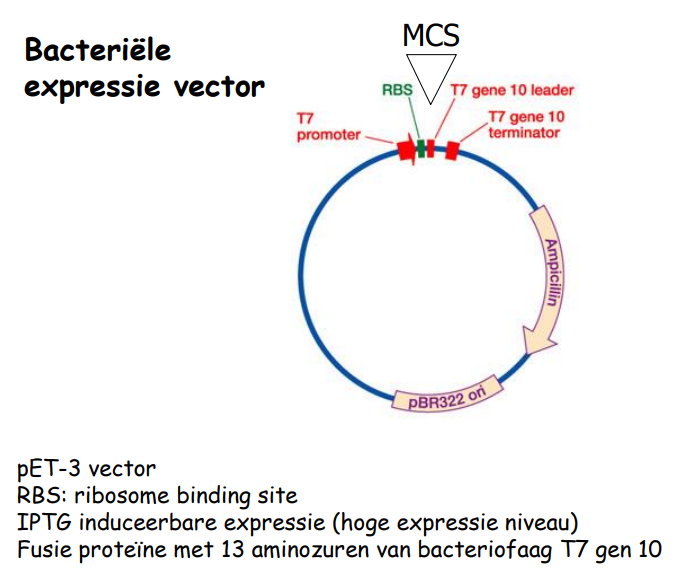 Bacteriële
expressie vector
MCS
RBS
T7 gene 10 leader
T7
promoter
T7 gene 10
terminator
Ampicillin
pBR322 ori
pET-3 vector
RBS: ribosome binding site
IPTG induceerbare expressie (hoge expressie niveau)
Fusie proteïne met 13 aminozuren van bacteriofaag T7 gen 10